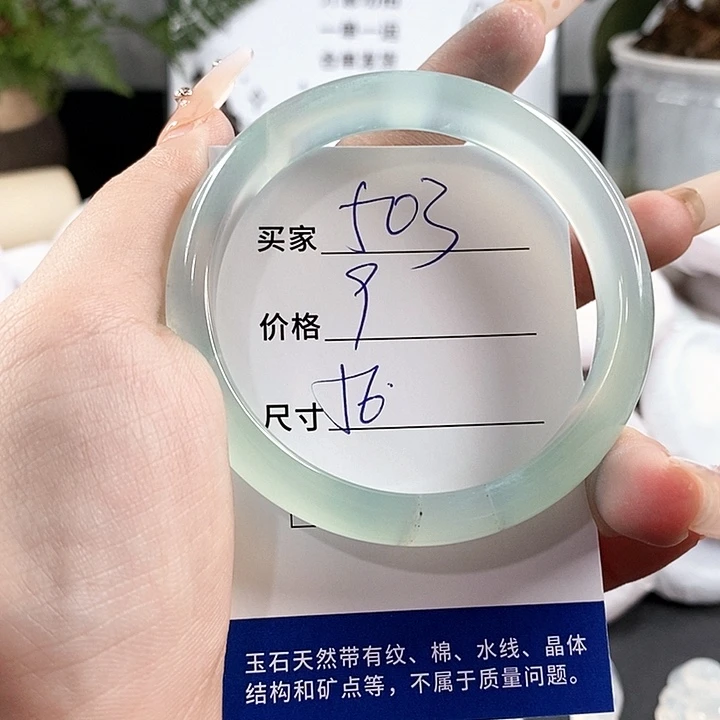 买家 503
价格 9
尺寸 56
玉石天然带有纹、棉、水线、晶体
结构和矿点等，不属于质量问题。